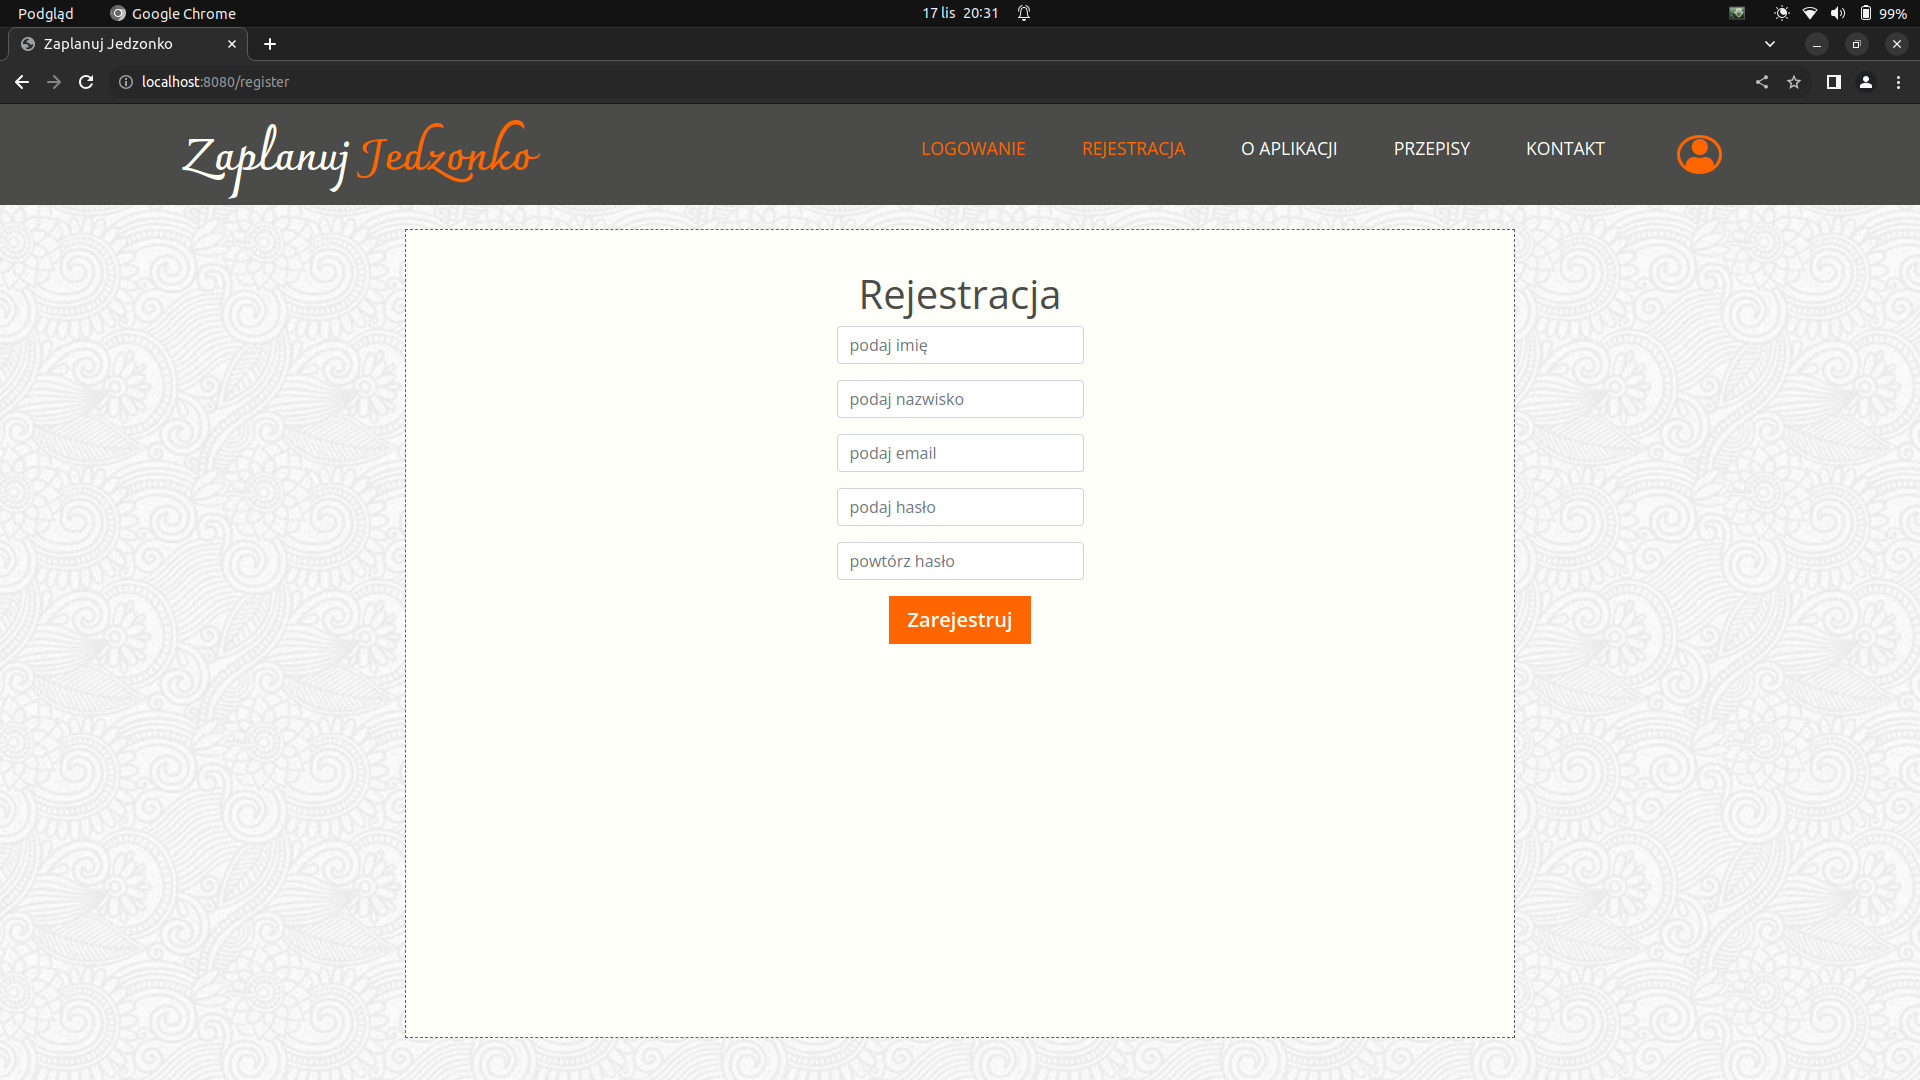 Podgląd
Google Chrome
17 lis 20:31
99%
Zaplanuj Jedzonko
localhost:8080/register
Zaplanuj Jedzonko
LOGOWANIE
REJESTRACJA
O APLIKACJI
PRZEPISY
KONTAKT
Rejestracja
podaj imię
podaj nazwisko
podaj email
podaj hasło
powtórz hasło
Zarejestruj